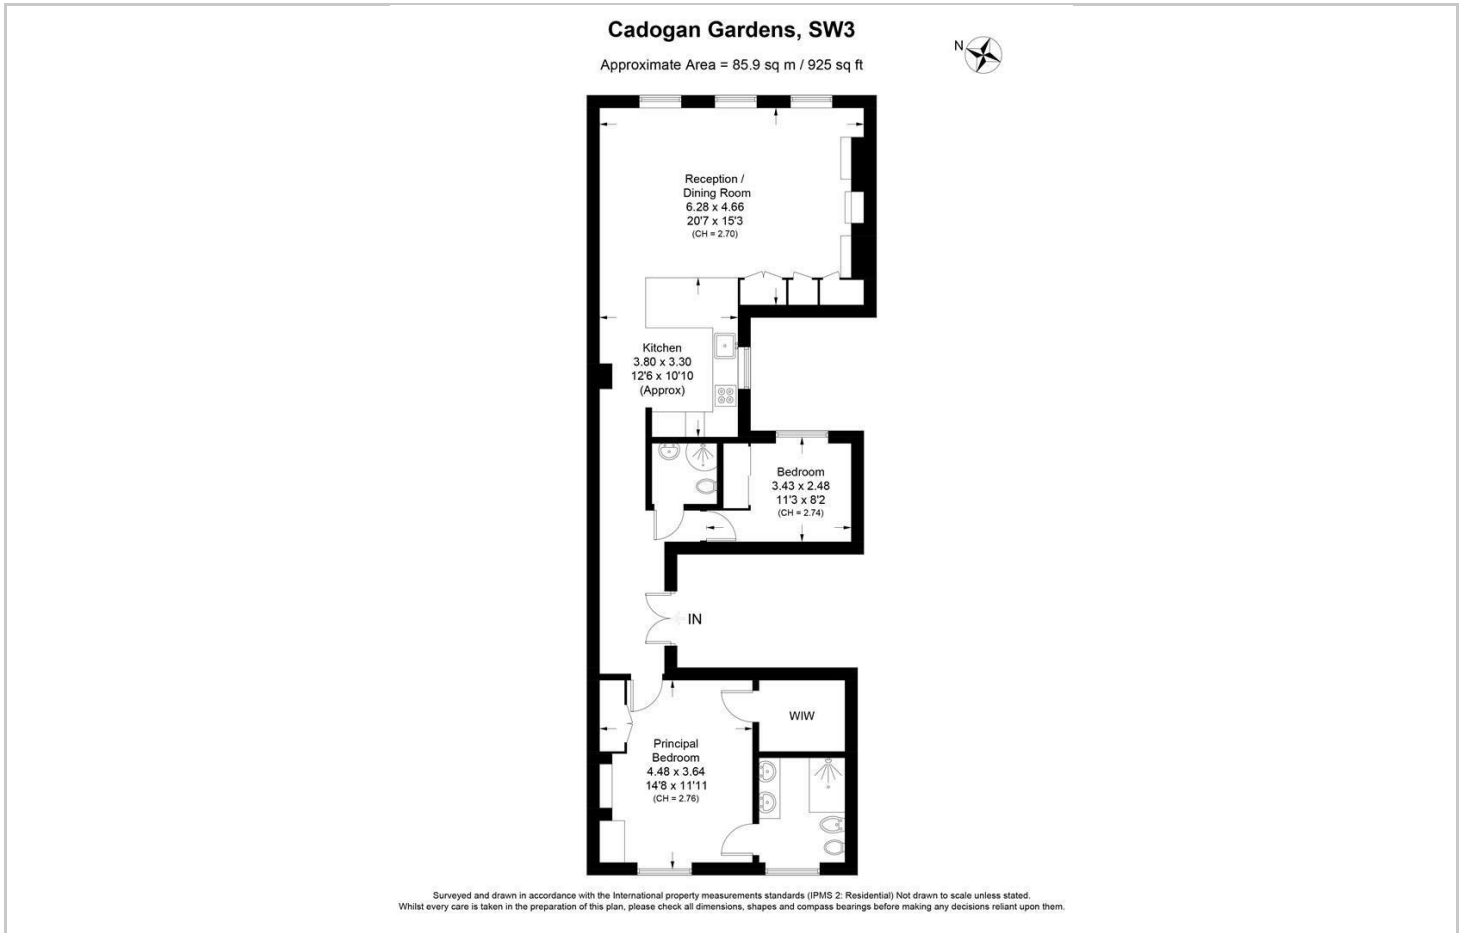 Cadogan Gardens, SW3
Approximate Area = 85.9 sq m / 925 sq ft
N
Reception /
Dining Room
6.28 x 4.66
20'7 x 15'3
(CH = 2.70)
Kitchen
3.80 x 3.30
12'6 x 10'10
(Approx)
Bedroom
3.43 x 2.48
11'3 x 8'2
(CH = 2.74)
IN
WIW
Principal
Bedroom
4.48 x 3.64
14'8 x 11'11
(CH = 2.76)
Surveyed and drawn in accordance with the International property measurements standards (IPMS 2: Residential) Not drawn to scale unless stated.
Whilst every care is taken in the preparation of this plan, please check all dimensions, shapes and compass bearings before making any decisions reliant upon them.